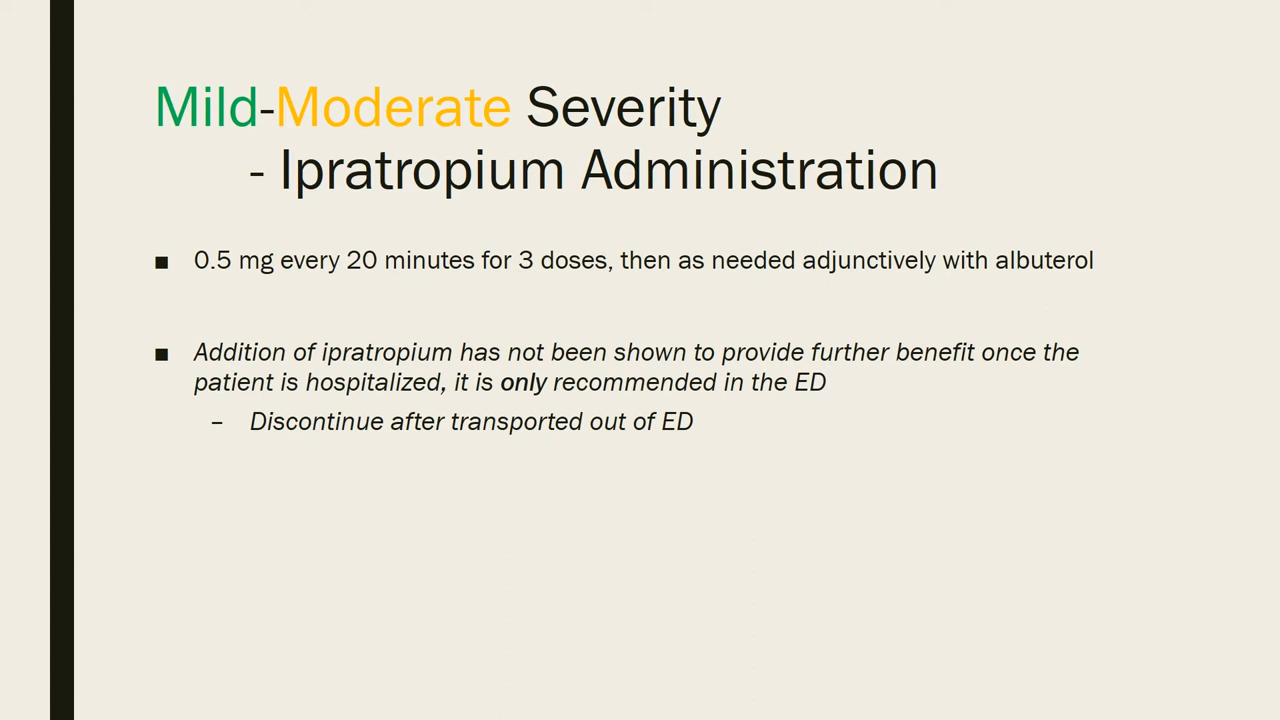 Mild-Moderate Severity
- Ipratropium Administration
■ 0.5 mg every 20 minutes for 3 doses, then as needed adjunctively with albuterol
■ Addition of ipratropium has not been shown to provide further benefit once the
patient is hospitalized, it is only recommended in the ED
– Discontinue after transported out of ED